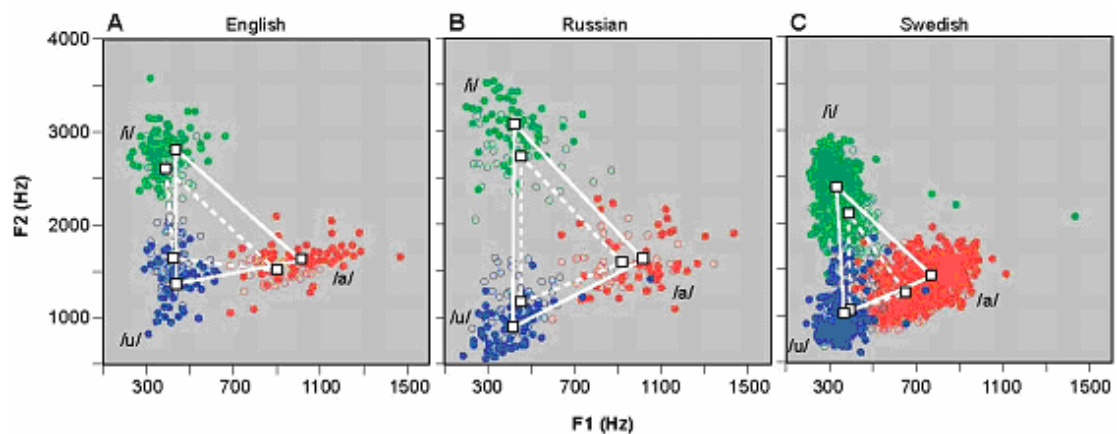 A English B Russian C Swedish
4000
3000
2000
1000
F2 (Hz)
/i/ /i/ /i/
/u/ /a/ /u/ /a/ /u/ /a/
300 700 1100 1500 300 700 1100 1500 300 700 1100 1500
F1 (Hz)